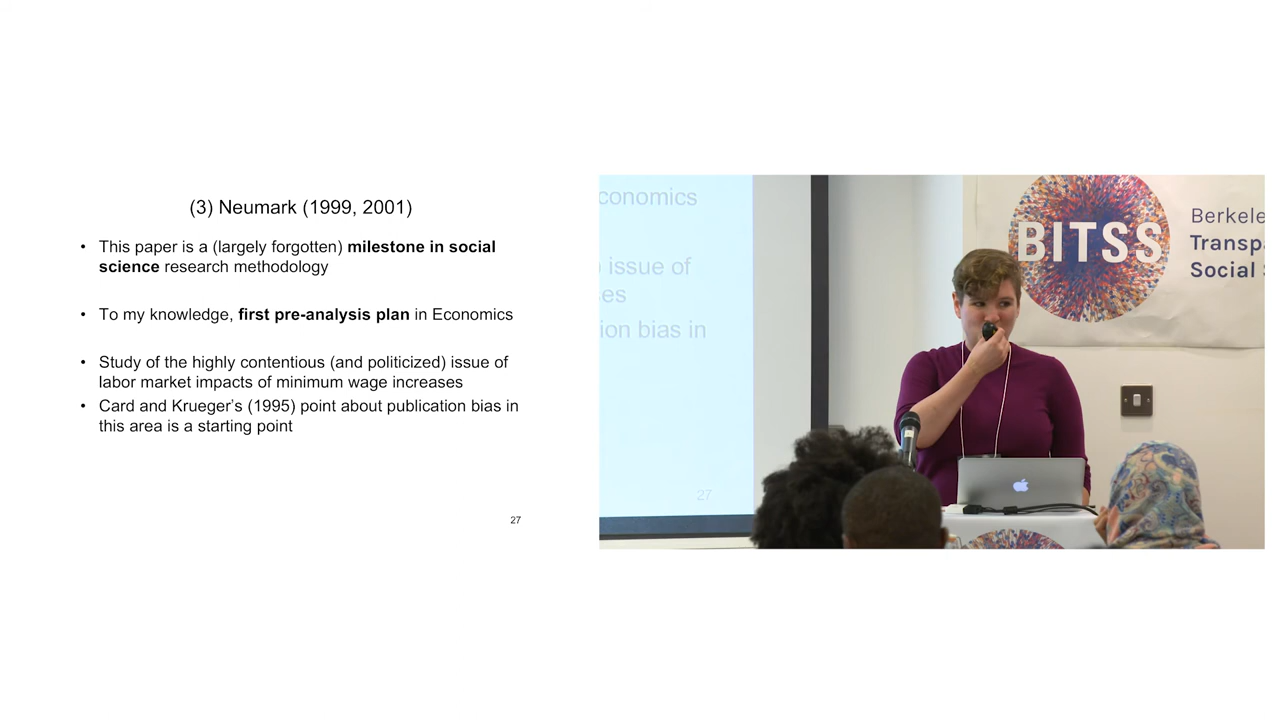 (3) Neumark (1999, 2001)
• This paper is a (largely forgotten) milestone in social
science research methodology
• To my knowledge, first pre-analysis plan in Economics
• Study of the highly contentious (and politicized) issue of
labor market impacts of minimum wage increases
• Card and Krueger's (1995) point about publication bias in
this area is a starting point
27
conomics
issue of
es
ion bias in
27
BITSS
Berkele
Transpa
Social